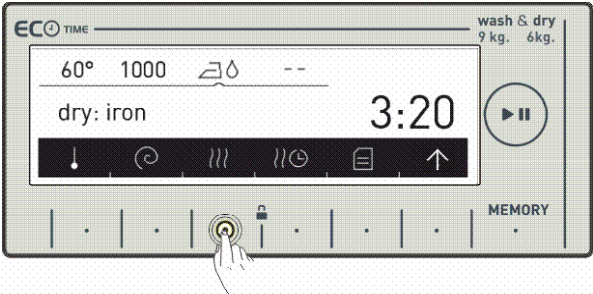 ECO TIME
wash & dry
9 kg. 6kg.
60° 1000 --
dry: iron
3:20
MEMORY